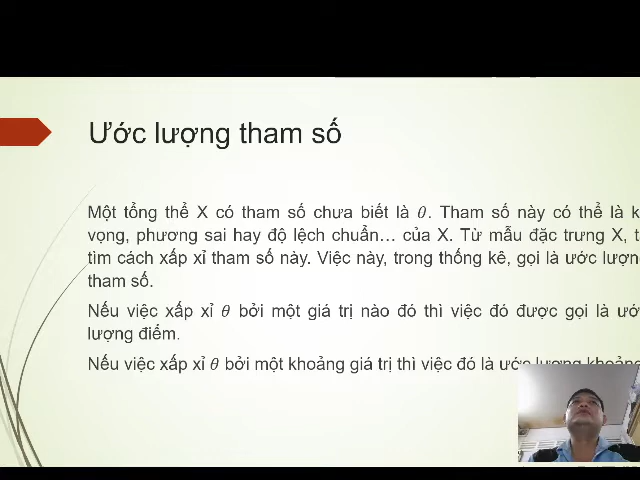 Ước lượng tham số
Một tổng thể X có tham số chưa biết là θ. Tham số này có thể là
vọng, phương sai hay độ lệch chuẩn… của X. Từ mẫu đặc trưng X,
tìm cách xấp xỉ tham số này. Việc này, trong thống kê, gọi là ước lượn
tham số.
Nếu việc xấp xỉ θ bởi một giá trị nào đó thì việc đó được gọi là ướ
lượng điểm.
Nếu việc xấp xỉ θ bởi một khoảng giá trị thì việc đó là ước lượng khoảng